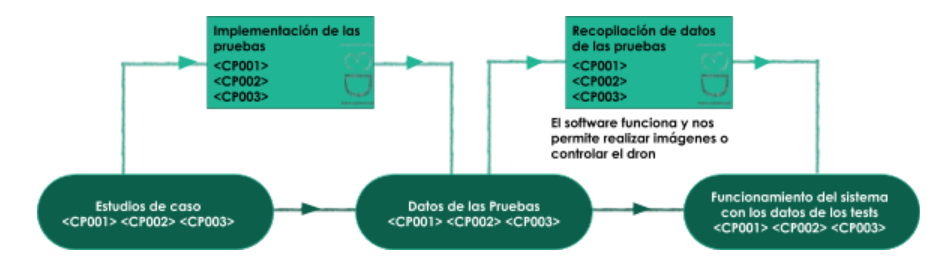 Implementación de las
pruebas
<CP001>
<CP002>
<CP003>
Recopilación de datos
de las pruebas
<CP001>
<CP002>
<CP003>
El software funciona y nos
permite realizar imágenes o
controlar el dron
Estudios de caso
<CP001> <CP002> <CP003>
Datos de las Pruebas
<CP001> <CP002> <CP003>
Funcionamiento del sistema
con los datos de los tests
<CP001> <CP002> <CP003>